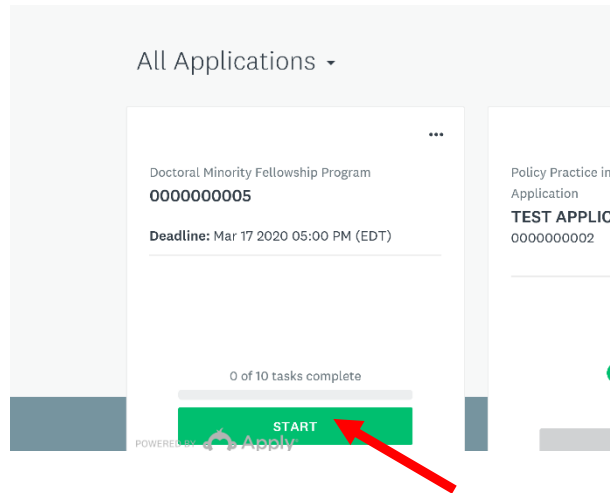 All Applications
Doctoral Minority Fellowship Program
0000000005
Deadline: Mar 17 2020 05:00 PM (EDT)
0 of 10 tasks complete
START
POWERED BY Apply
Policy Practice in
Application
TEST APPLIC
0000000002